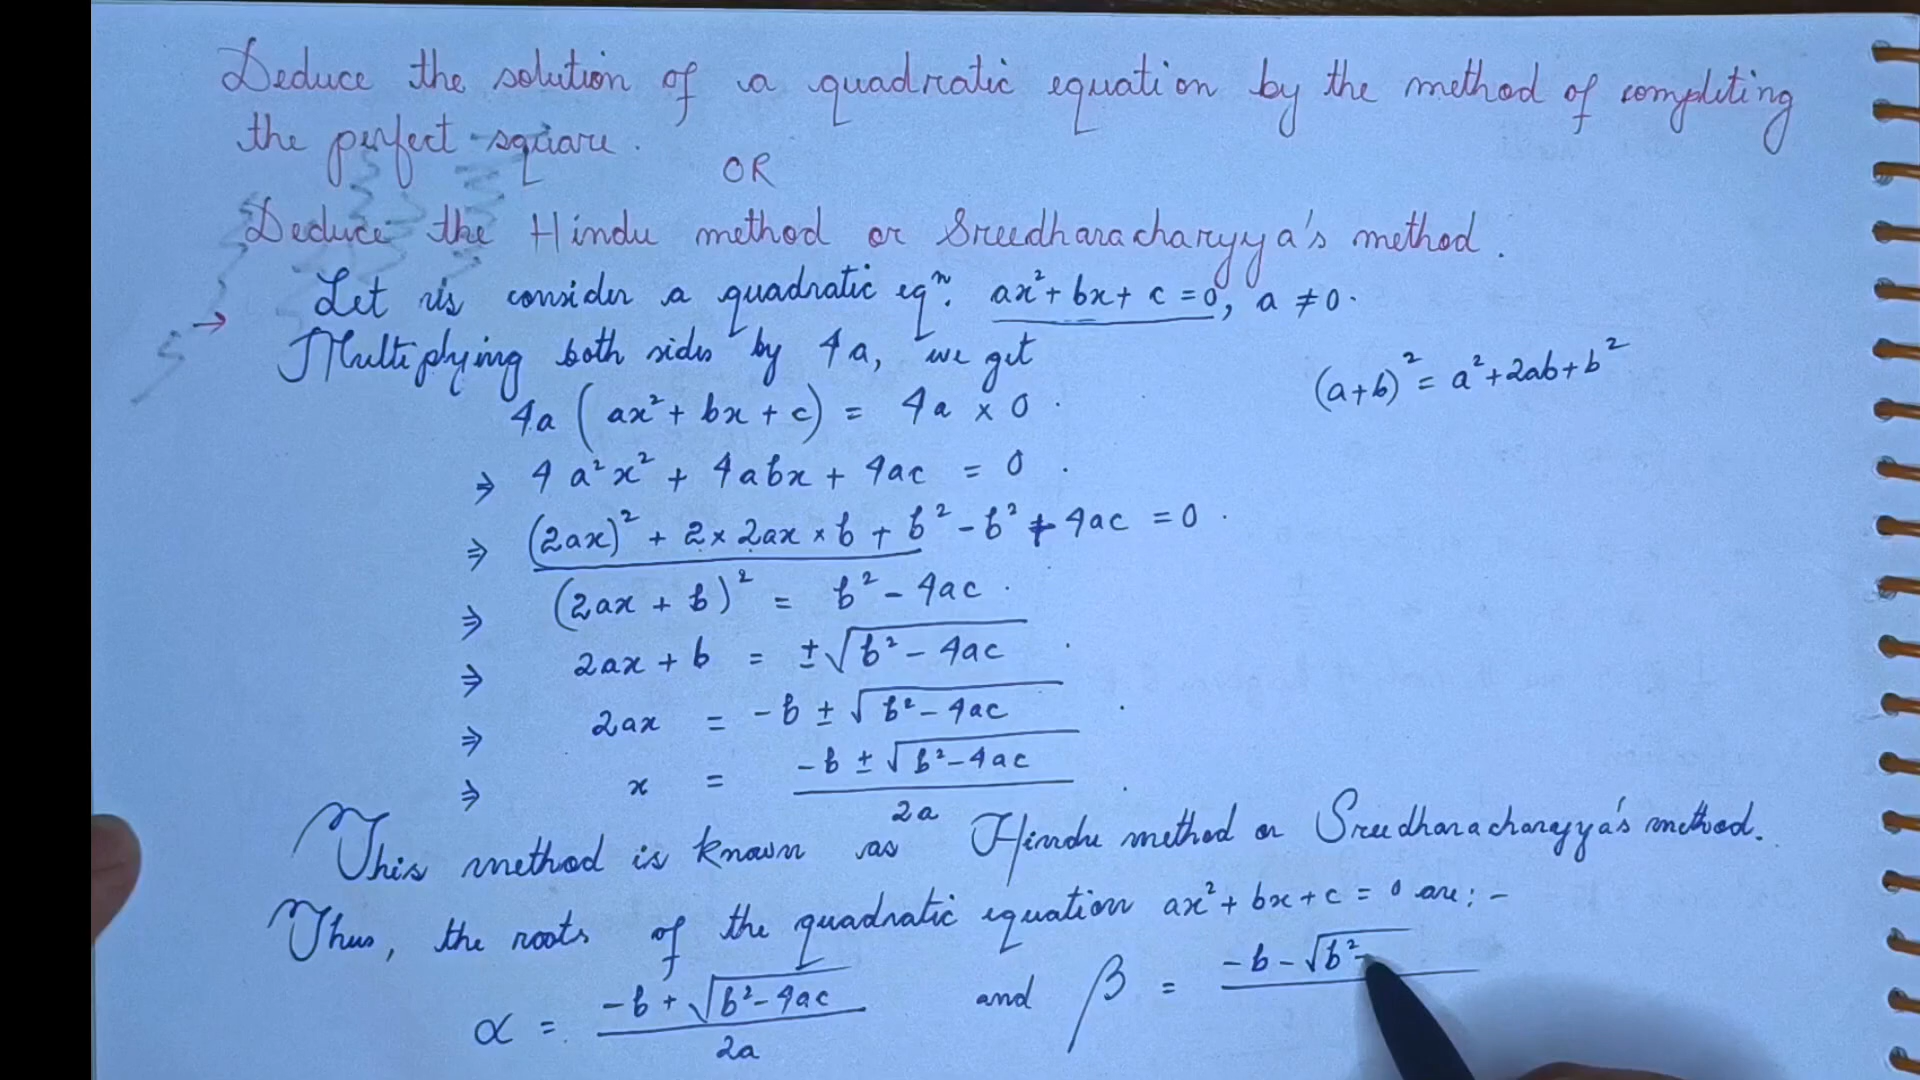 Deduce the solution of a quadratic equation by the method of completing
the perfect square.
OR
Deduce the Hindu method or Sreedharacharyya's method.
→ Let us consider a quadratic eqⁿ. ax² + bx + c = 0, a ≠ 0.
Multiplying both sides by 4a, we get
(a+b)² = a² + 2ab + b²
4a (ax² + bx + c) = 4a × 0.
⇒ 4a²x² + 4abx + 4ac = 0.
⇒ (2ax)² + 2 × 2ax × b + b² - b² + 4ac = 0.
⇒ (2ax + b)² = b² - 4ac.
⇒ 2ax + b = ±√b² - 4ac.
⇒ 2ax = -b ± √b² - 4ac.
⇒ x = -b ± √b² - 4ac / 2a.
This method is known as Hindu method or Sreedharacharyya's method.
Thus, the roots of the quadratic equation ax² + bx + c = 0 are: -
α = -b + √b² - 4ac / 2a and β = -b - √b² -